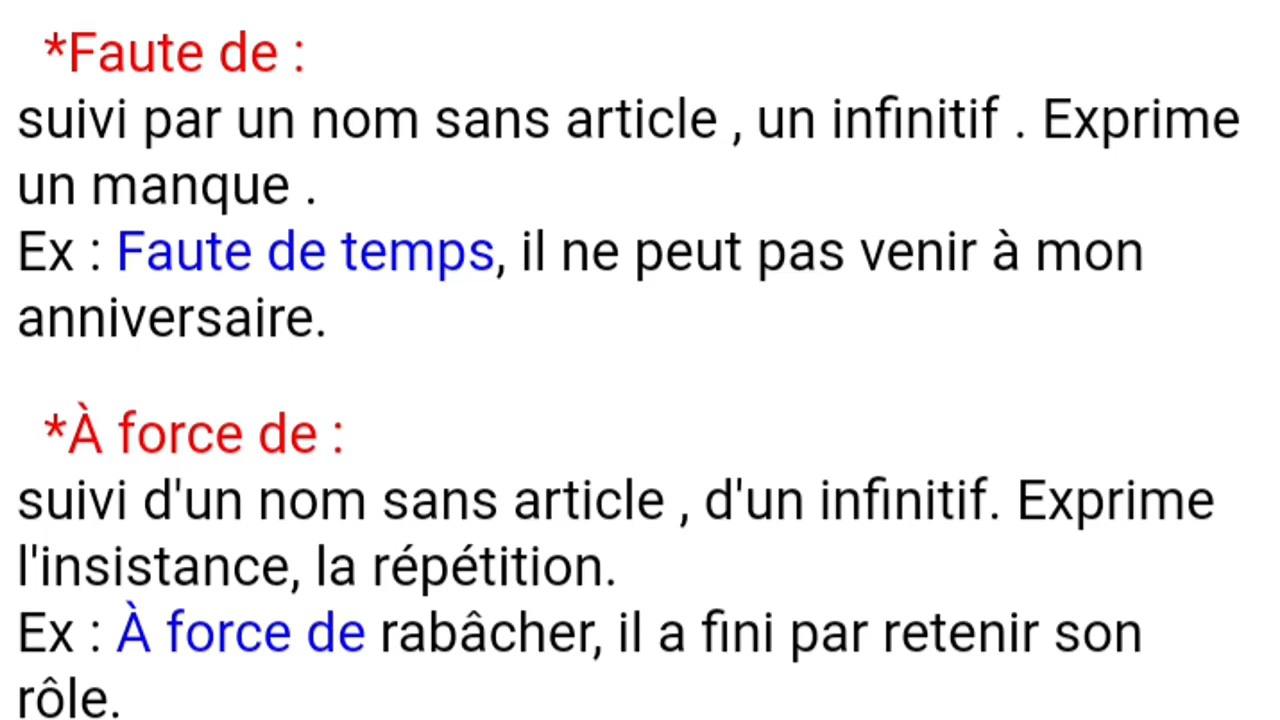 *Faute de :
suivi par un nom sans article , un infinitif . Exprime
un manque .
Ex : Faute de temps, il ne peut pas venir à mon
anniversaire.
*À force de :
suivi d'un nom sans article , d'un infinitif. Exprime
l'insistance, la répétition.
Ex : À force de rabâcher, il a fini par retenir son
rôle.